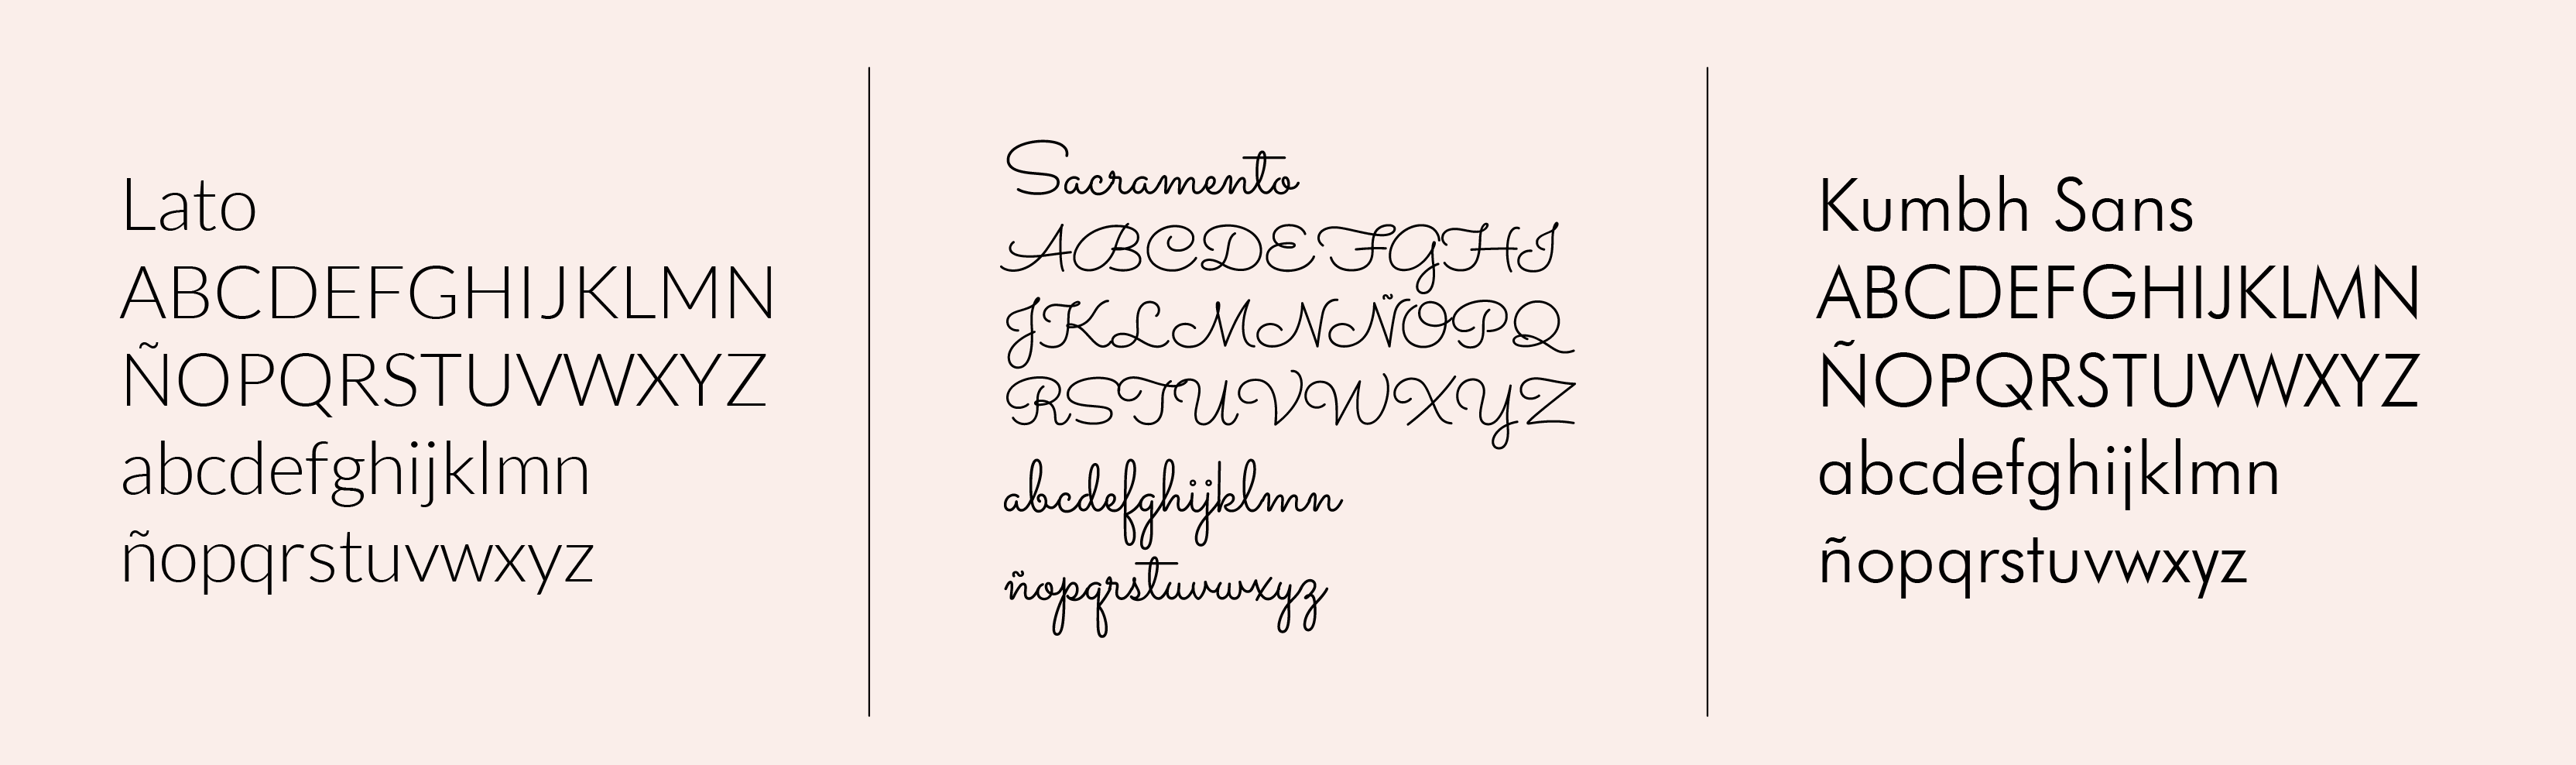 Lato
ABCDEFGHIJKLMN
ÑOPQRSTUVWXYZ
abcdefghijklmn
ñopqrstuvwxyz
Sacramento
ABCDEFGHI
JKLMNÑOPQ
RSTUVWXYZ
abcdefghijklmn
ñopqrstuvwxyz
Kumbh Sans
ABCDEFGHIJKLMN
ÑOPQRSTUVWXYZ
abcdefghijklmn
ñopqrstuvwxyz